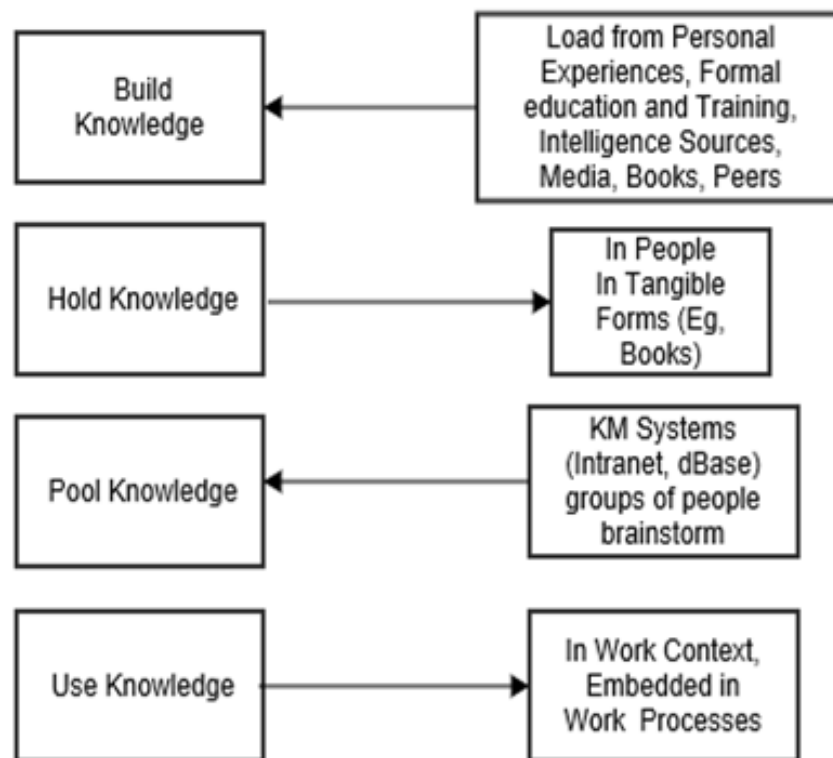 Build
Knowledge
Load from Personal
Experiences, Formal
education and Training,
Intelligence Sources,
Media, Books, Peers
Hold Knowledge
In People
In Tangible
Forms (Eg,
Books)
Pool Knowledge
KM Systems
(Intranet, dBase)
groups of people
brainstorm
Use Knowledge
In Work Context,
Embedded in
Work Processes